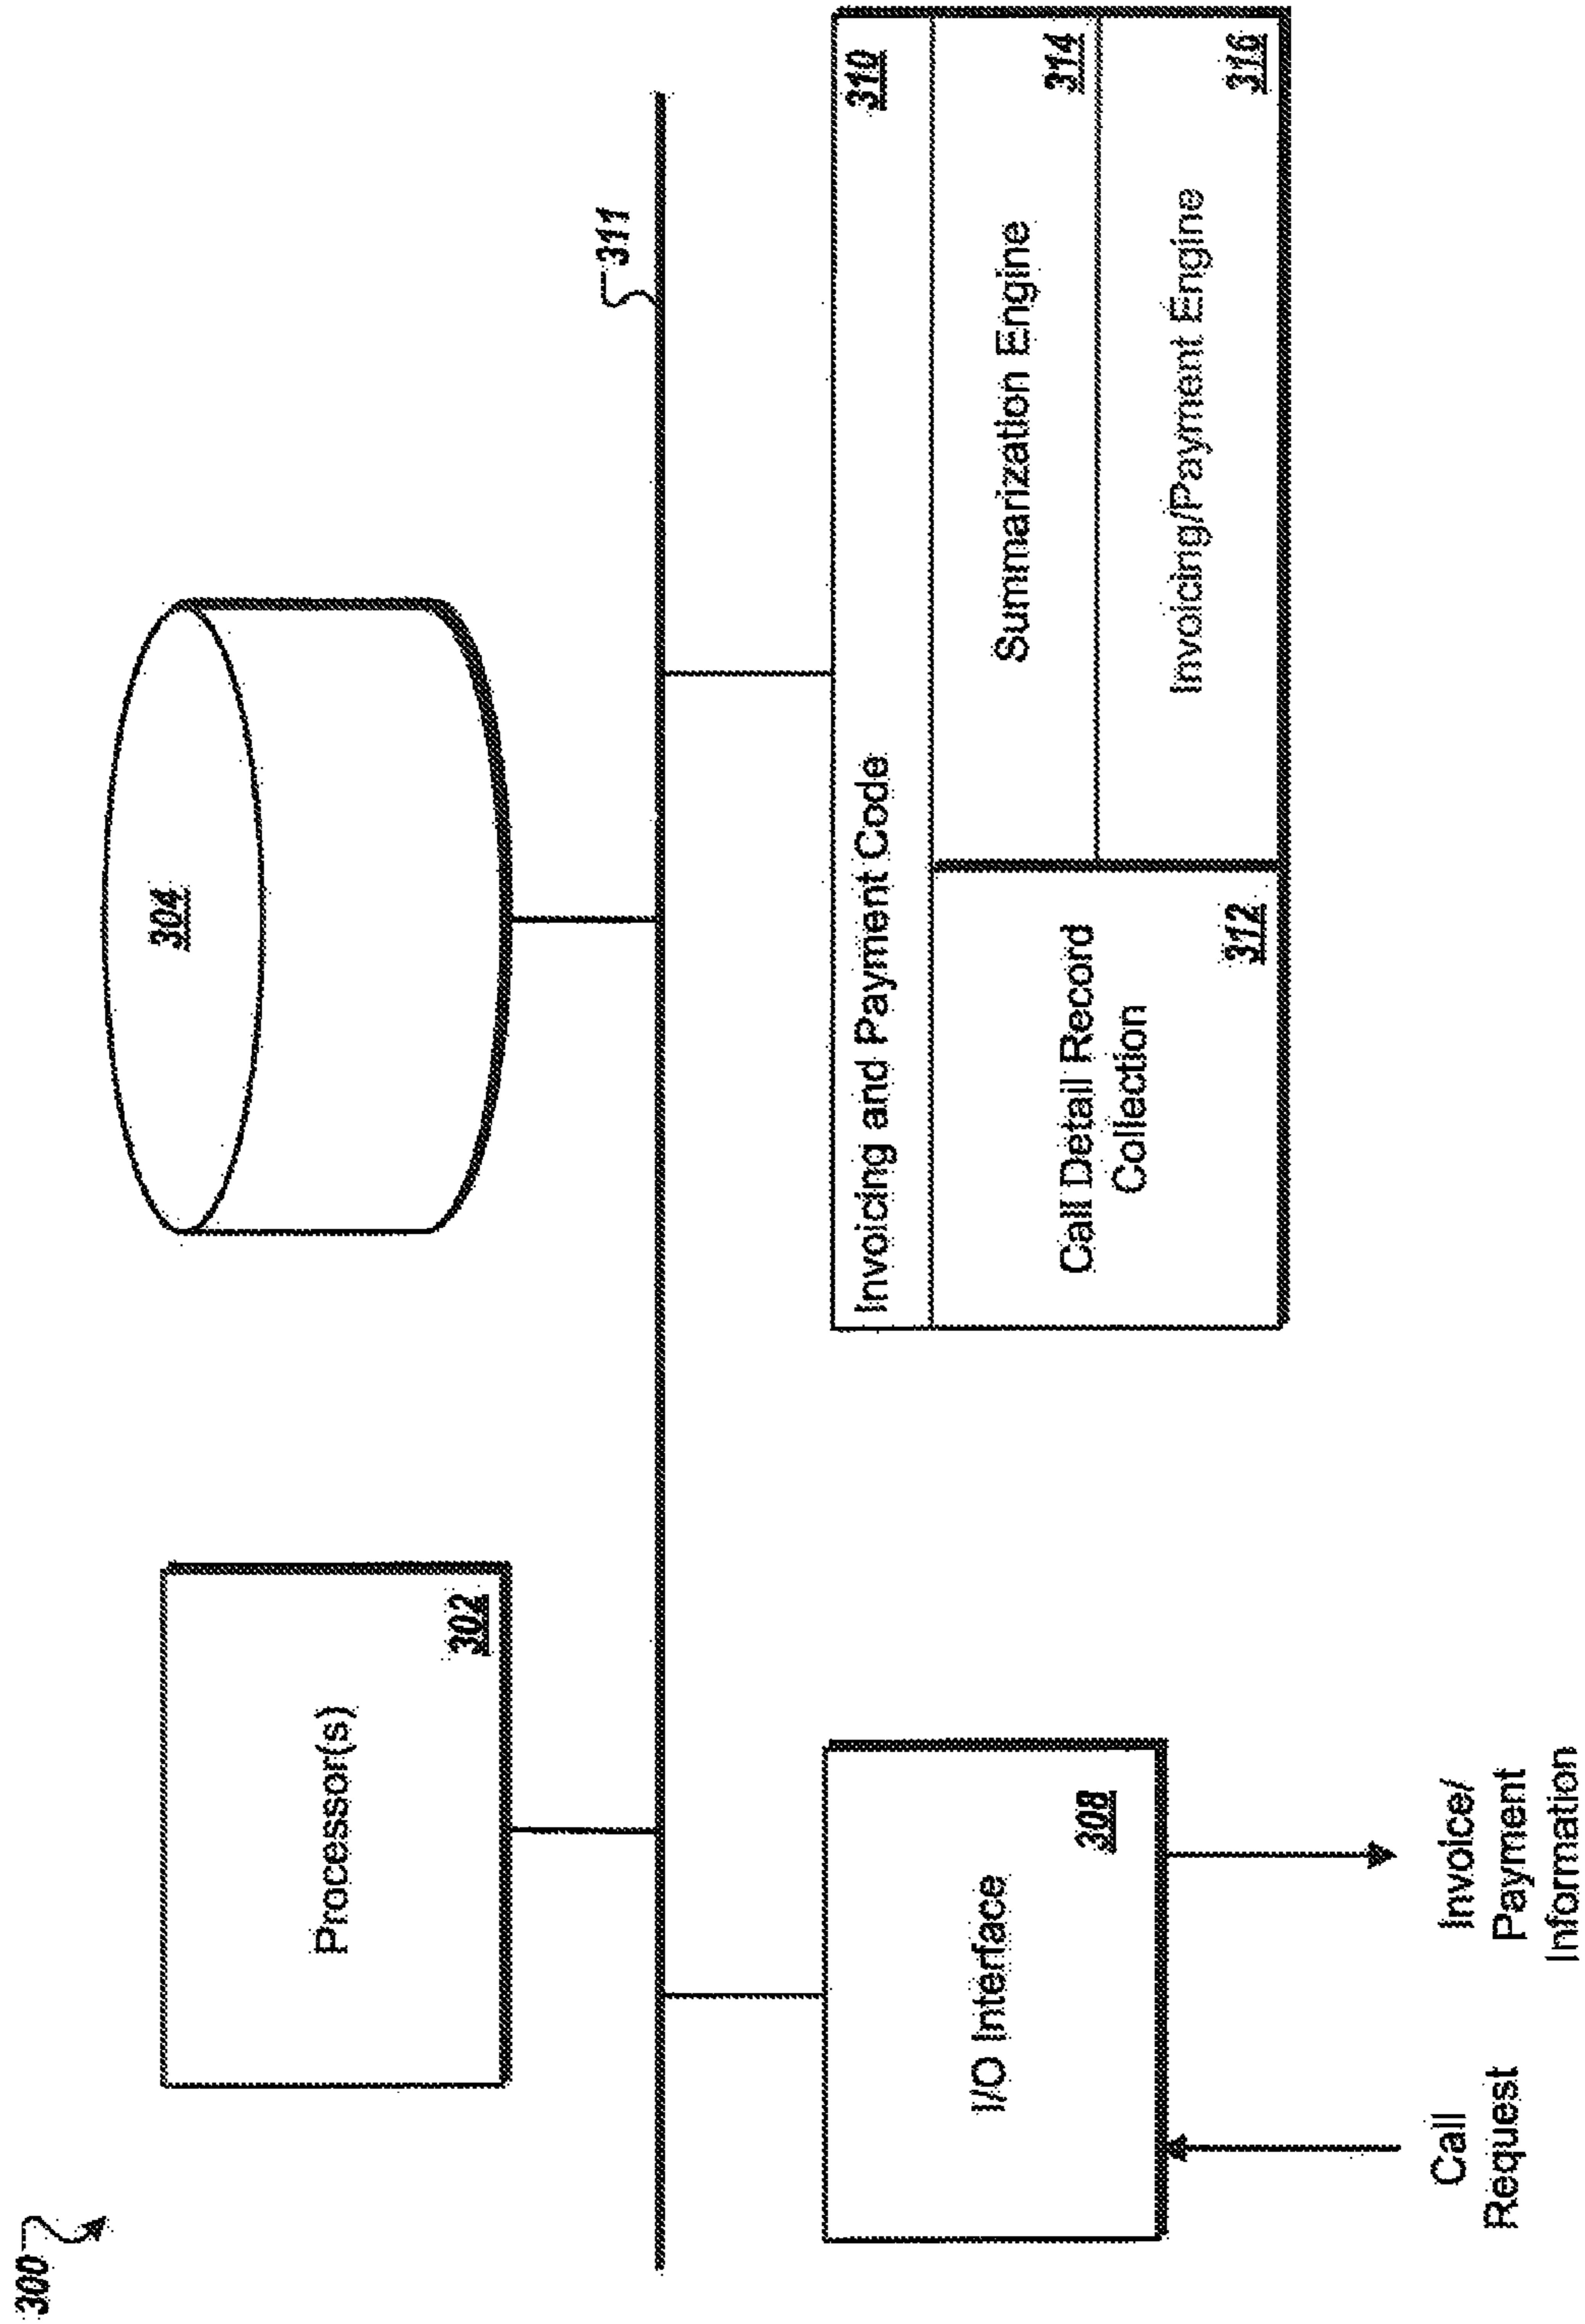 300
Processor(s)
302
304
311
I/O Interface
308
Call
Request
Invoice/
Payment
Information
Invoicing and Payment Code
310
Call Detail Record
Collection
312
Summarization Engine
314
Invoicing/Payment Engine
316